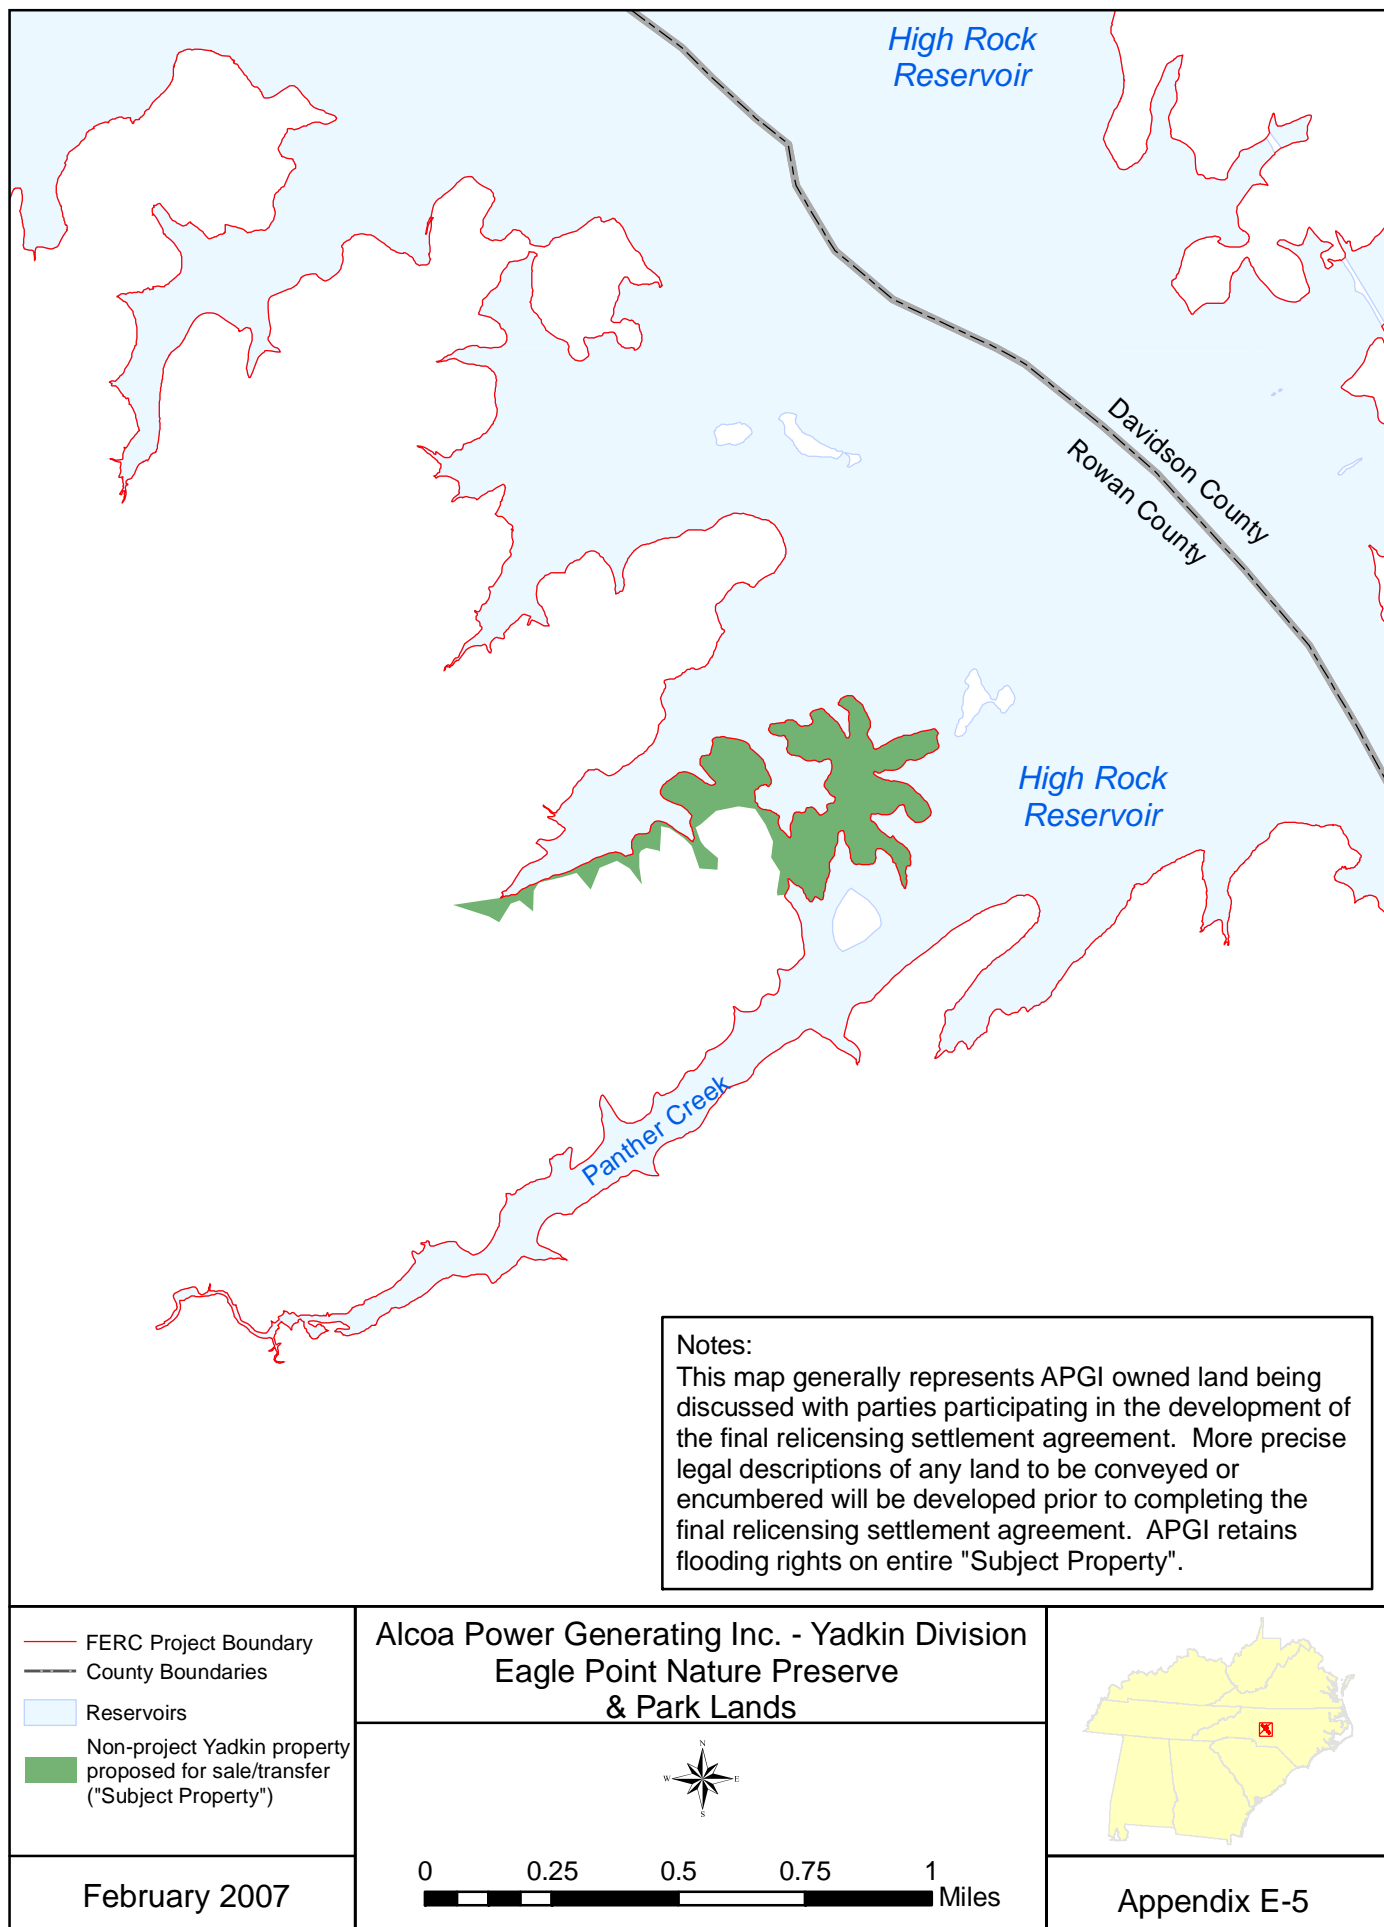 High Rock
Reservoir
Davidson County
Rowan County
High Rock
Reservoir
Panther Creek
Notes:
This map generally represents APGI owned land being
discussed with parties participating in the development of
the final relicensing settlement agreement.  More precise
legal descriptions of any land to be conveyed or
encumbered will be developed prior to completing the
final relicensing settlement agreement.  APGI retains
flooding rights on entire "Subject Property".
FERC Project Boundary
County Boundaries
Reservoirs
Non-project Yadkin property
proposed for sale/transfer
("Subject Property")
February 2007
Alcoa Power Generating Inc. - Yadkin Division
Eagle Point Nature Preserve
& Park Lands
N
W E
S
0 0.25 0.5 0.75 1
Miles
Appendix E-5